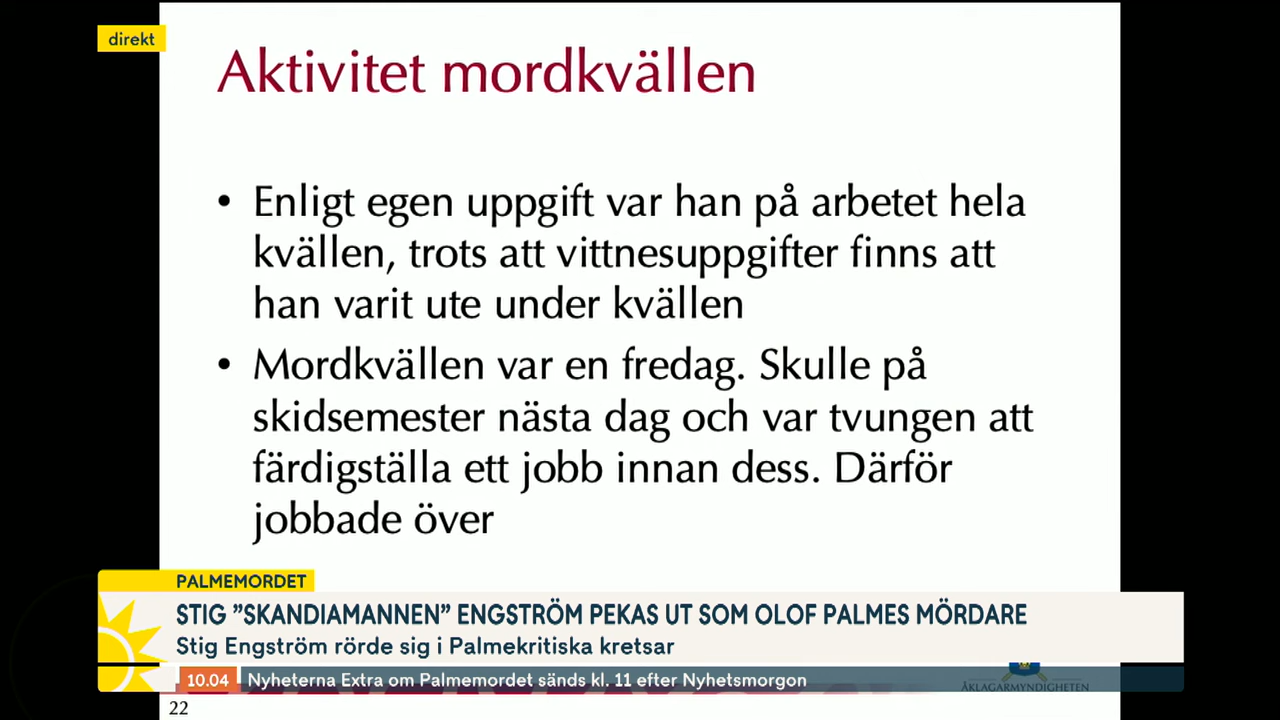 direkt
Aktivitet mordkvällen
• Enligt egen uppgift var han på arbetet hela
kvällen, trots att vittnesuppgifter finns att
han varit ute under kvällen
• Mordkvällen var en fredag. Skulle på
skidsemester nästa dag och var tvungen att
färdigställa ett jobb innan dess. Därför
jobbade över
PALMEMORDET
STIG ”SKANDIAMANNEN” ENGSTRÖM PEKAS UT SOM OLOF PALMES MÖRDARE
Stig Engström rörde sig i Palmekritiska kretsar
10.04 Nyheterna Extra om Palmemordet sänds kl. 11 efter Nyhetsmorgon
ÅKLAGARMYNDIGHETEN
22